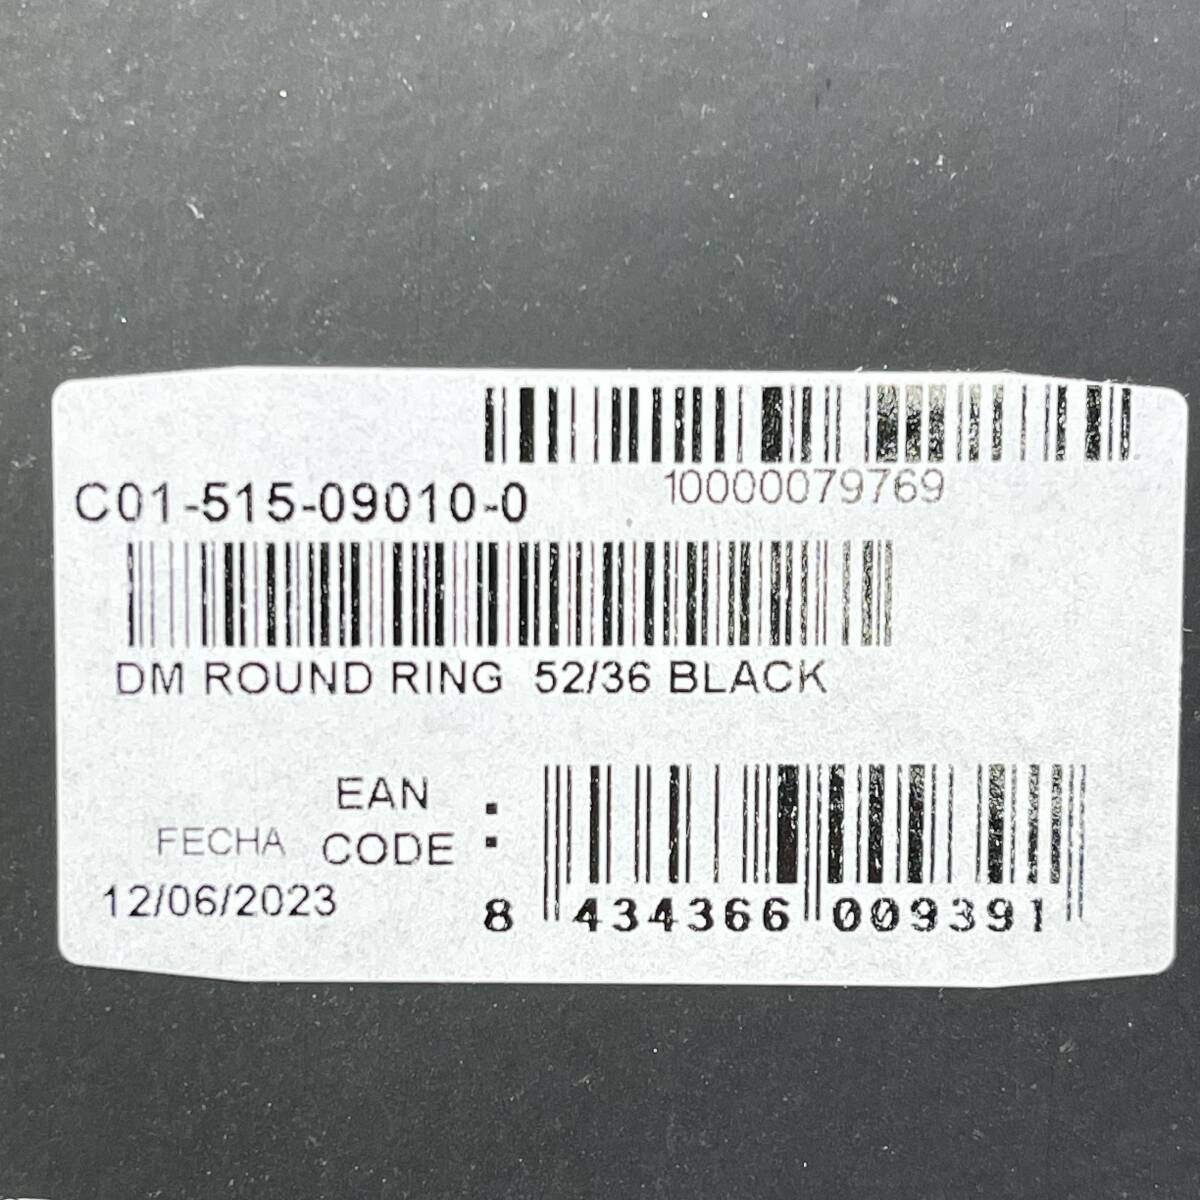 10000079769
C01-515-09010-0
DM ROUND RING 52/36 BLACK
EAN
FECHA CODE :
12/06/2023
8 434366 009391